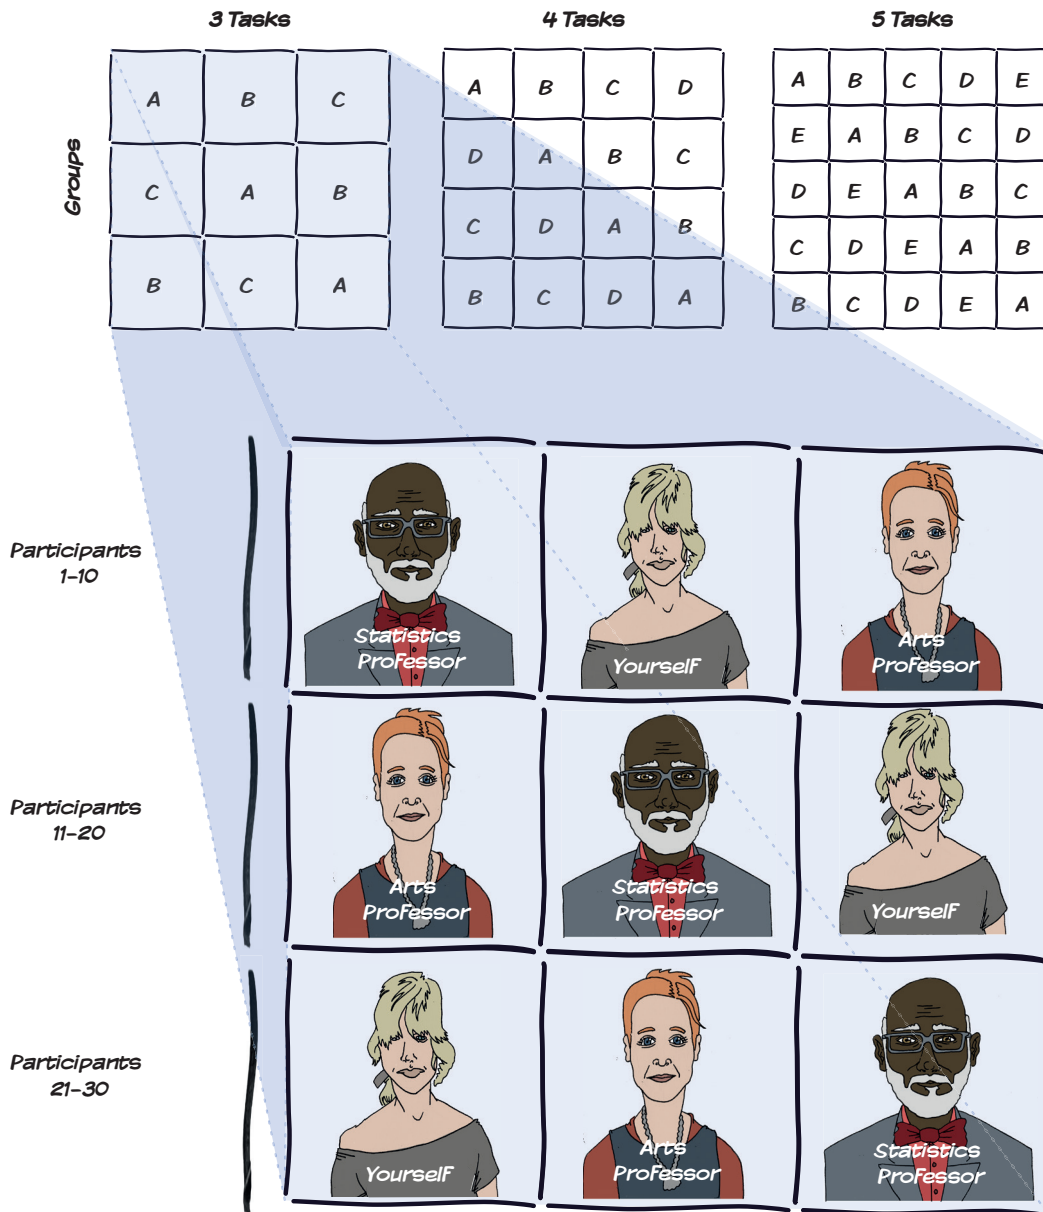 3 Tasks
4 Tasks
5 Tasks
Groups
A B C
C A B
B C A
A B C D
D A B C
C D A B
B C D A
A B C D E
E A B C D
D E A B C
C D E A B
B C D E A
Participants
1-10
Statistics
Professor
Yourself
Arts
Professor
Participants
11-20
Arts
Professor
Statistics
Professor
Yourself
Participants
21-30
Yourself
Arts
Professor
Statistics
Professor